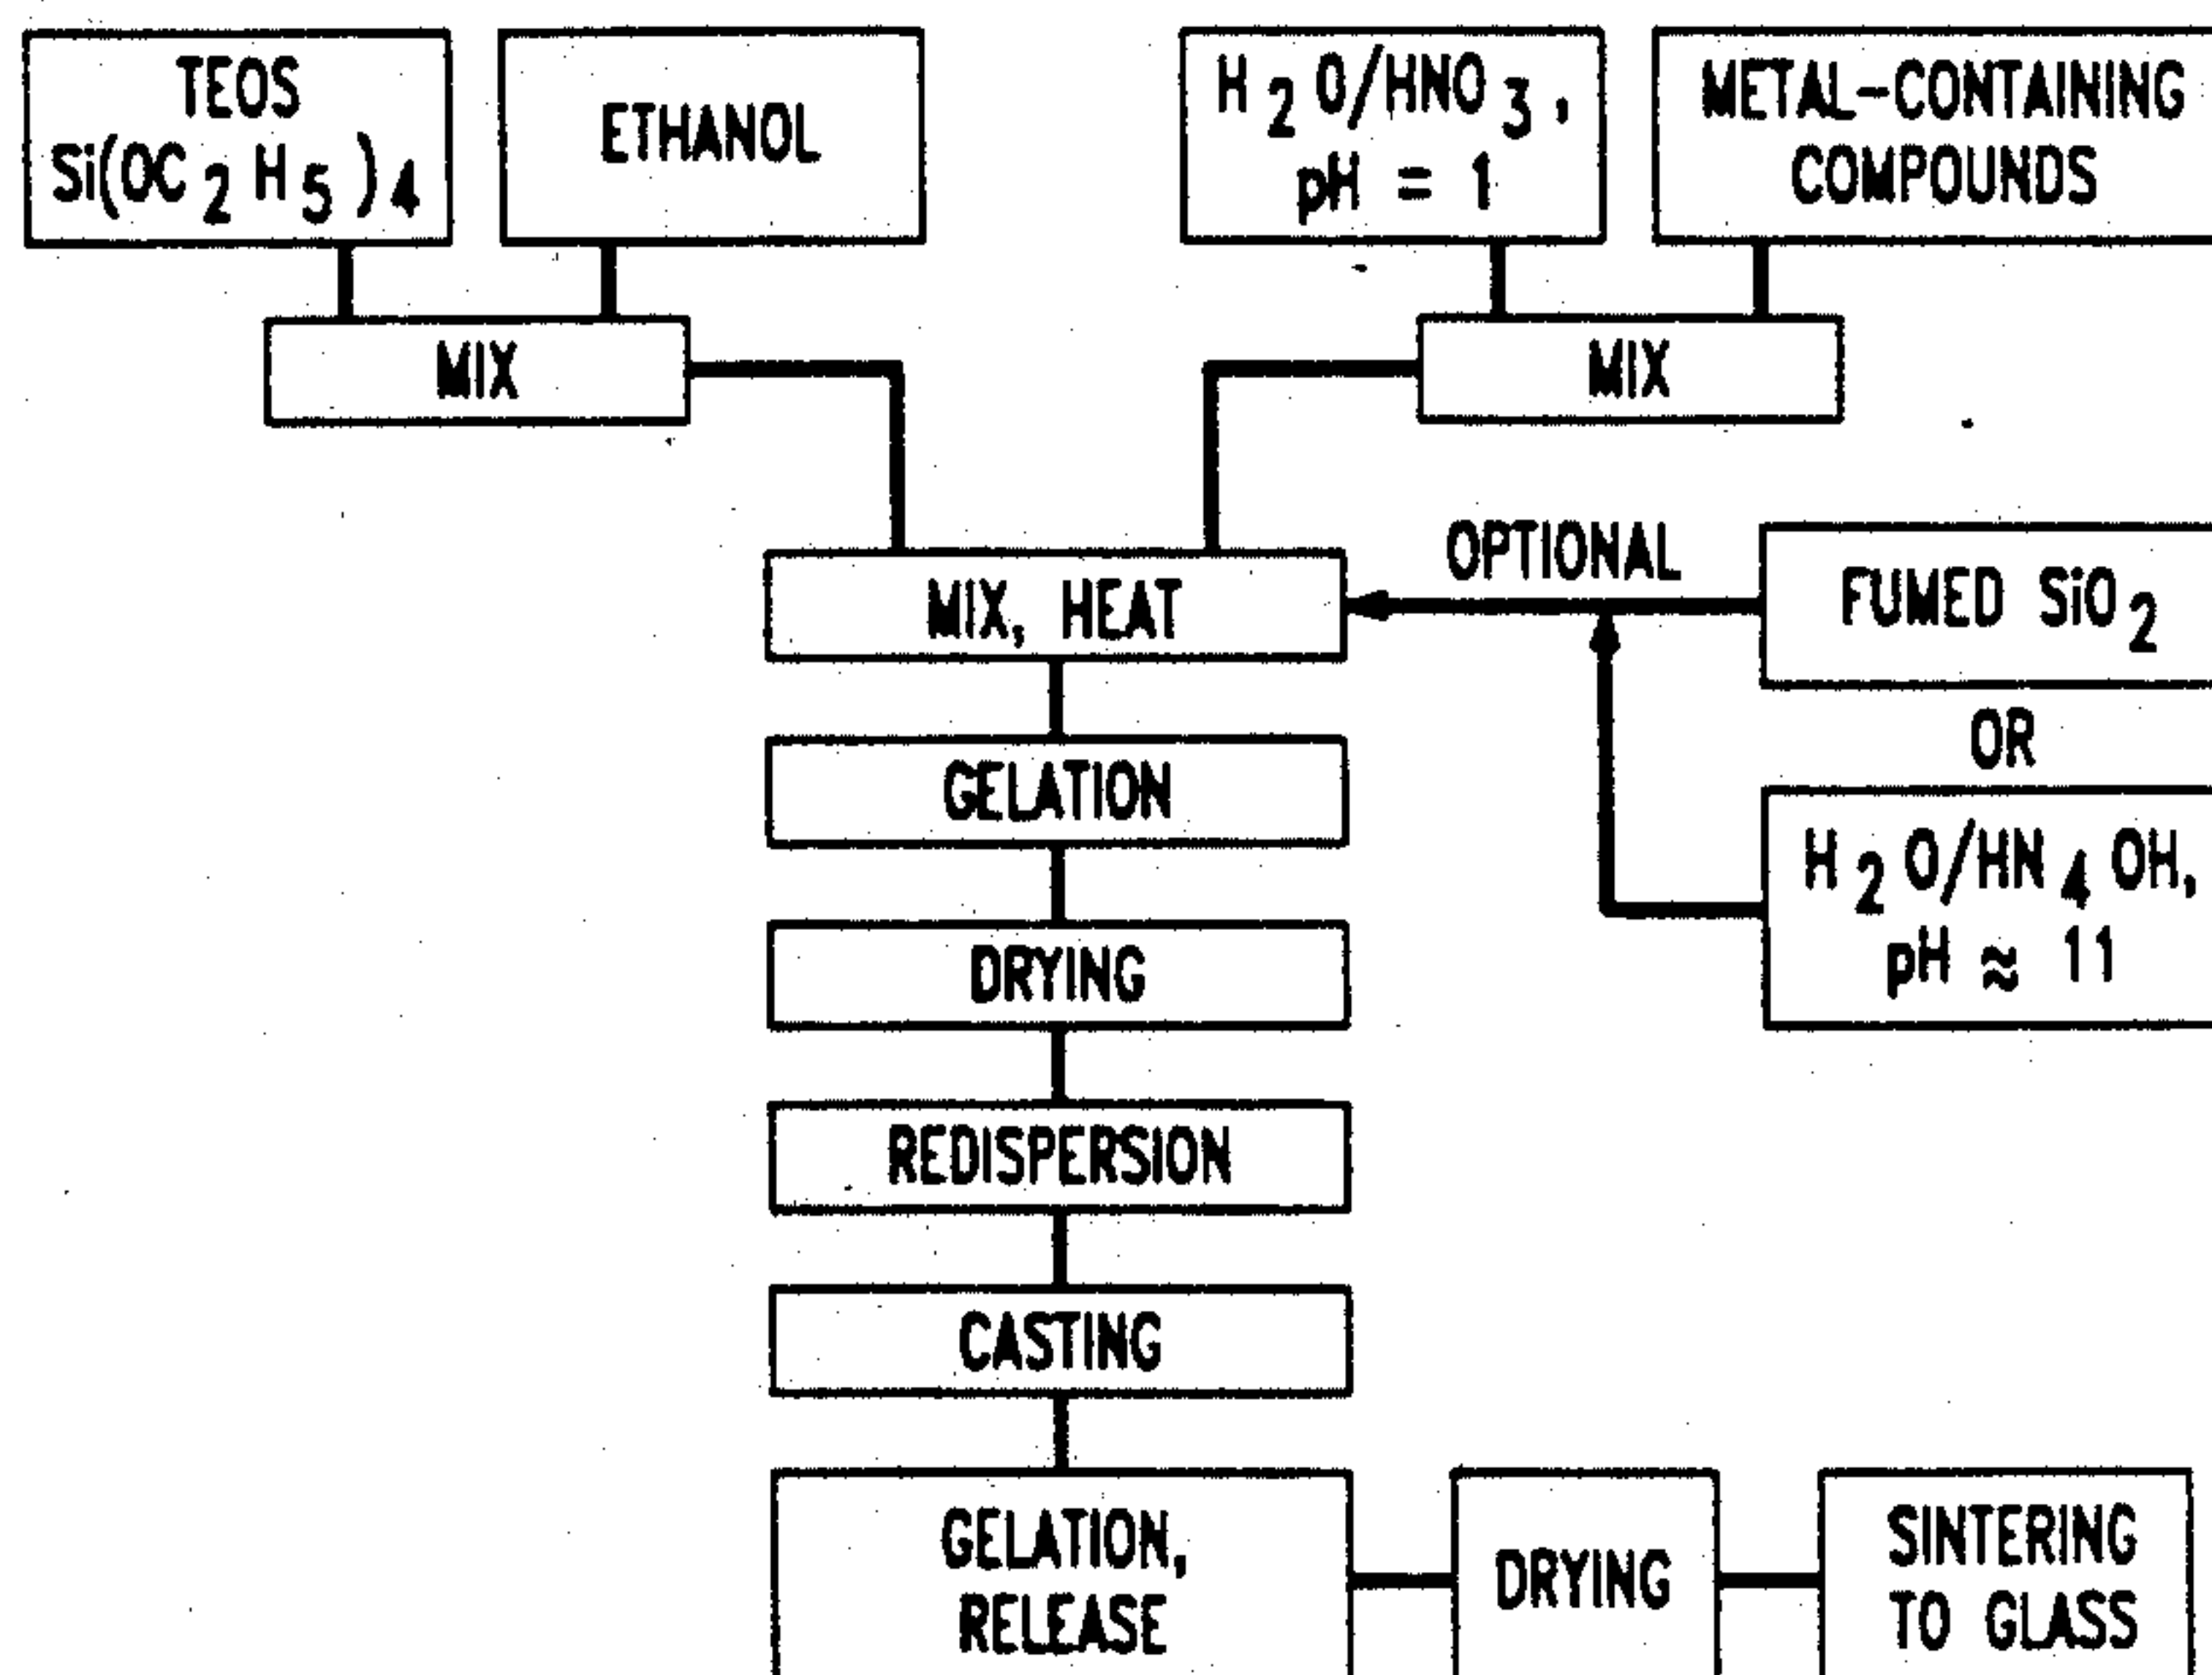 TEOS
Si(OC2H5)4
ETHANOL
H2O/HNO3,
pH = 1
METAL-CONTAINING
COMPOUNDS
MIX
MIX
OPTIONAL
MIX, HEAT
FUMED SiO2
OR
GELATION
H2O/HN4OH,
pH ≈ 11
DRYING
REDISPERSION
CASTING
GELATION,
RELEASE
DRYING
SINTERING
TO GLASS